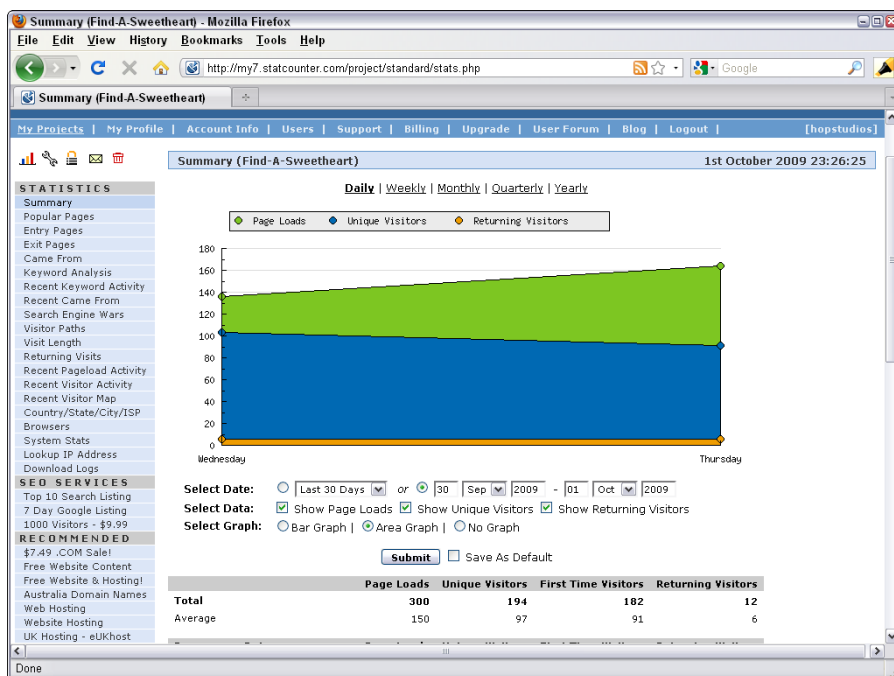 Summary (Find-A-Sweetheart) - Mozilla Firefox
File Edit View History Bookmarks Tools Help
http://my7.statcounter.com/project/standard/stats.php
Google
Summary (Find-A-Sweetheart)
My Projects | My Profile | Account Info | Users | Support | Billing | Upgrade | User Forum | Blog | Logout | [hopstudios]
Summary (Find-A-Sweetheart) 1st October 2009 23:26:25
STATISTICS
Summary
Popular Pages
Entry Pages
Exit Pages
Came From
Keyword Analysis
Recent Keyword Activity
Recent Came From
Search Engine Wars
Visitor Paths
Visit Length
Returning Visits
Recent Pageload Activity
Recent Visitor Activity
Recent Visitor Map
Country/State/City/ISP
Browsers
System Stats
Lookup IP Address
Download Logs
SEO SERVICES
Top 10 Search Listing
7 Day Google Listing
1000 Visitors - $9.99
RECOMMENDED
$7.49 .COM Sale!
Free Website Content
Free Website & Hosting!
Australia Domain Names
Web Hosting
Website Hosting
UK Hosting - eUKhost
Daily | Weekly | Monthly | Quarterly | Yearly
Page Loads Unique Visitors Returning Visitors
180
160
140
120
100
80
60
40
20
0
Wednesday Thursday
Select Date: Last 30 Days or 30 Sep 2009 - 01 Oct 2009
Select Data: Show Page Loads Show Unique Visitors Show Returning Visitors
Select Graph: Bar Graph | Area Graph | No Graph
Submit Save As Default
Page Loads Unique Visitors First Time Visitors Returning Visitors
Total 300 194 182 12
Average 150 97 91 6
Done